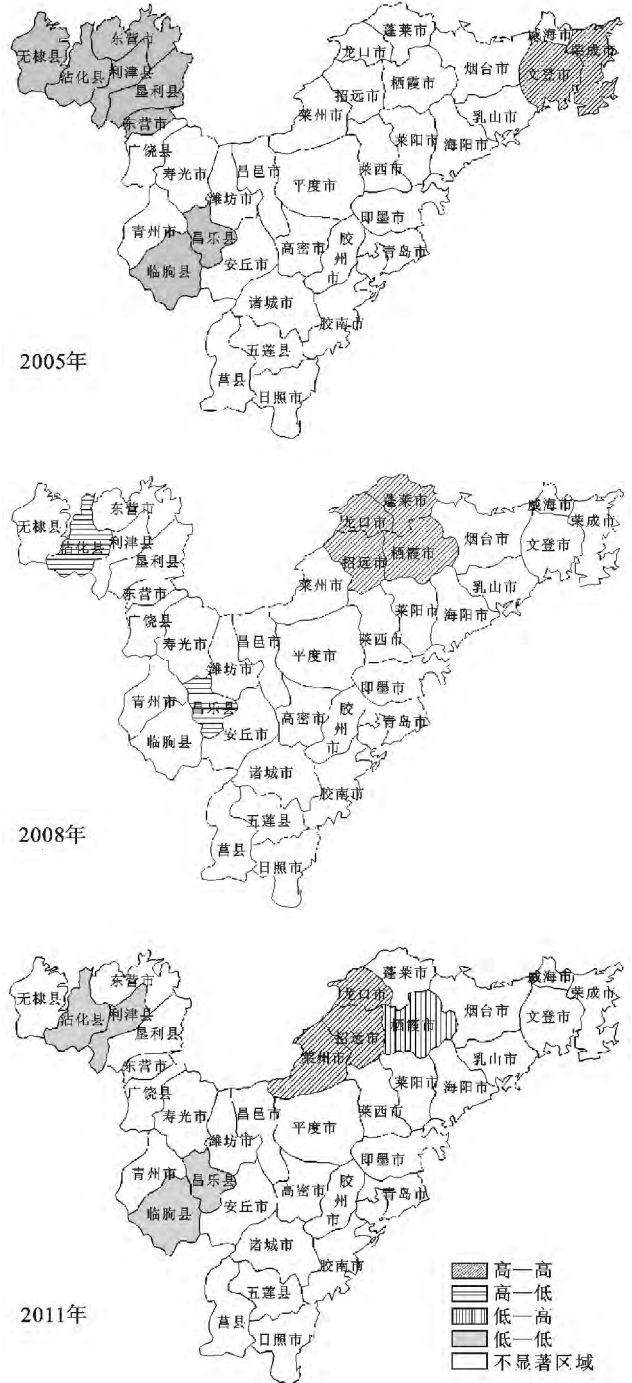 蓬莱市
东营市
威海市
龙口市
荣成市
无棣县
烟台市
利津县
沾化县
栖霞市
文登市
垦利县
招远市
莱州市
乳山市
东营市
莱阳市
海阳市
广饶县
莱西市
寿光市
昌邑市
平度市
潍坊市
即墨市
青州市
昌乐县
高密市
胶州市
青岛市
安丘市
临朐县
诸城市
胶南市
五莲县
2005年
莒县
日照市
蓬莱市
东营市
威海市
龙口市
荣成市
无棣县
烟台市
利津县
沾化县
栖霞市
文登市
垦利县
招远市
莱州市
乳山市
东营市
莱阳市
海阳市
广饶县
莱西市
寿光市
昌邑市
平度市
潍坊市
即墨市
青州市
昌乐县
高密市
胶州市
青岛市
安丘市
临朐县
诸城市
胶南市
五莲县
2008年
莒县
日照市
蓬莱市
东营市
威海市
龙口市
荣成市
无棣县
烟台市
利津县
沾化县
栖霞市
文登市
垦利县
招远市
莱州市
乳山市
东营市
莱阳市
海阳市
广饶县
莱西市
寿光市
昌邑市
平度市
潍坊市
即墨市
青州市
昌乐县
高密市
胶州市
青岛市
安丘市
临朐县
诸城市
胶南市
五莲县
2011年
莒县
日照市
高—高
高—低
低—高
低—低
不显著区域